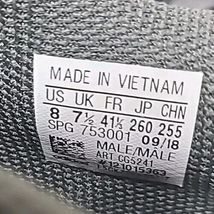 MADE IN VIETNAM
US UK FR JP CHN
8 7½ 41⅓ 260 255
SPG 753001 09/18
MALE/MÂLE
ART CG5241